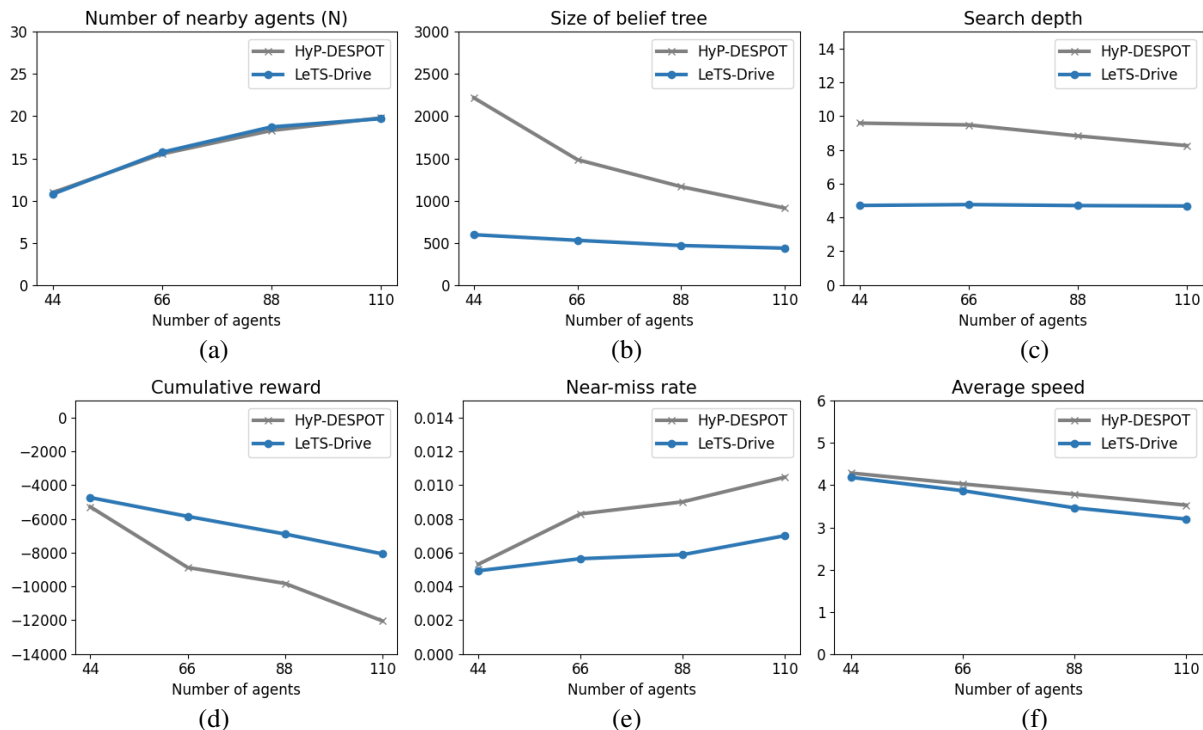 Number of nearby agents (N)
30
25
20
15
10
5
0
HyP-DESPOT
LeTS-Drive
44 66 88 110
Number of agents
(a)
Size of belief tree
3000
2500
2000
1500
1000
500
0
HyP-DESPOT
LeTS-Drive
44 66 88 110
Number of agents
(b)
Search depth
14
12
10
8
6
4
2
0
HyP-DESPOT
LeTS-Drive
44 66 88 110
Number of agents
(c)
Cumulative reward
0
−2000
−4000
−6000
−8000
−10000
−12000
−14000
HyP-DESPOT
LeTS-Drive
44 66 88 110
Number of agents
(d)
Near-miss rate
0.014
0.012
0.010
0.008
0.006
0.004
0.002
0.000
HyP-DESPOT
LeTS-Drive
44 66 88 110
Number of agents
(e)
Average speed
6
5
4
3
2
1
0
HyP-DESPOT
LeTS-Drive
44 66 88 110
Number of agents
(f)